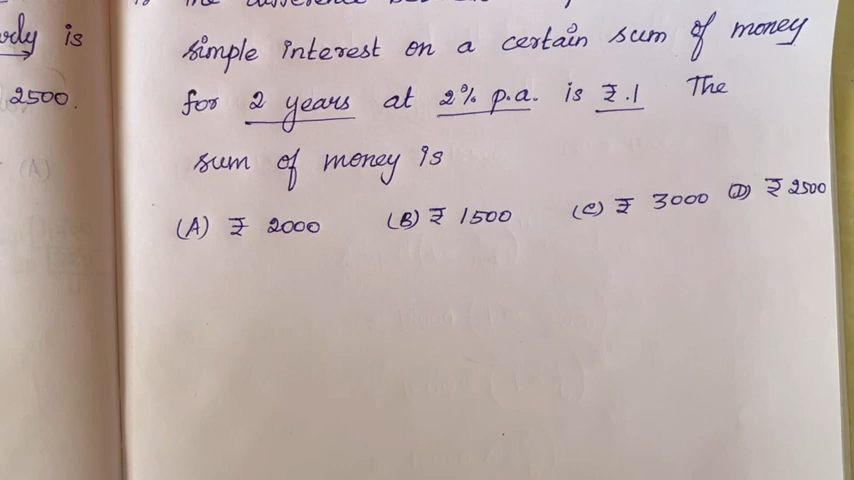 is
simple interest on a certain sum of money
2500.
for 2 years at 2% p.a. is ₹.1 The
sum of money is
(A) ₹ 2000 (B) ₹ 1500 (C) ₹ 3000 (D) ₹ 2500